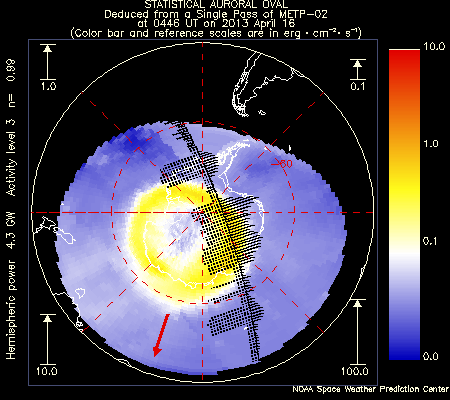 STATISTICAL AURORAL OVAL
Deduced from a Single Pass of METP-02
at 0446 UT on 2013 April 16
(Color bar and reference scales are in erg · cm⁻² · s⁻¹)
Hemispheric power 4.3 GW Activity level 3 n= 0.99
1.0
0.1
10.0
100.0
-60
10.0
1.0
0.1
0.0
NOAA Space Weather Prediction Center